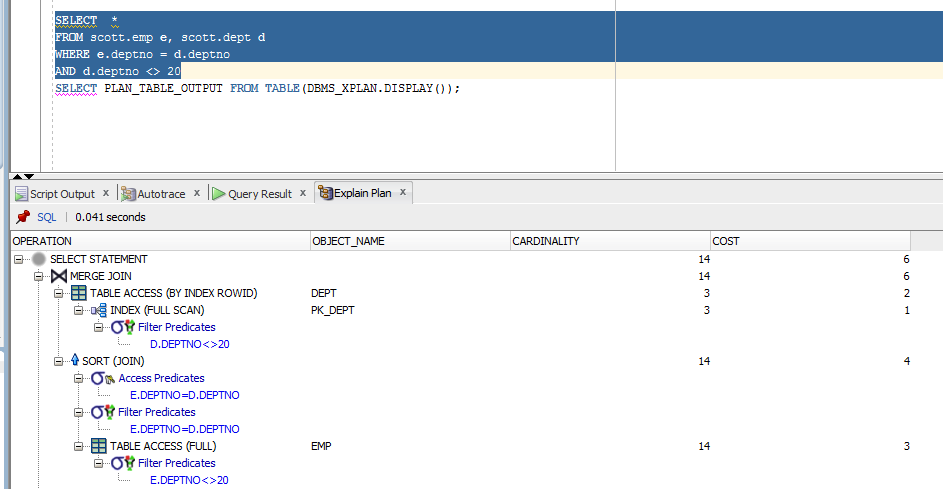 SELECT  *
FROM scott.emp e, scott.dept d
WHERE e.deptno = d.deptno
AND d.deptno <> 20
SELECT PLAN_TABLE_OUTPUT FROM TABLE(DBMS_XPLAN.DISPLAY());
Script Output x Autotrace x Query Result x Explain Plan x
SQL | 0.041 seconds
OPERATION OBJECT_NAME CARDINALITY COST
SELECT STATEMENT 14 6
MERGE JOIN 14 6
TABLE ACCESS (BY INDEX ROWID) DEPT 3 2
INDEX (FULL SCAN) PK_DEPT 3 1
Filter Predicates
D.DEPTNO<>20
SORT (JOIN) 14 4
Access Predicates
E.DEPTNO=D.DEPTNO
Filter Predicates
E.DEPTNO=D.DEPTNO
TABLE ACCESS (FULL) EMP 14 3
Filter Predicates
E.DEPTNO<>20